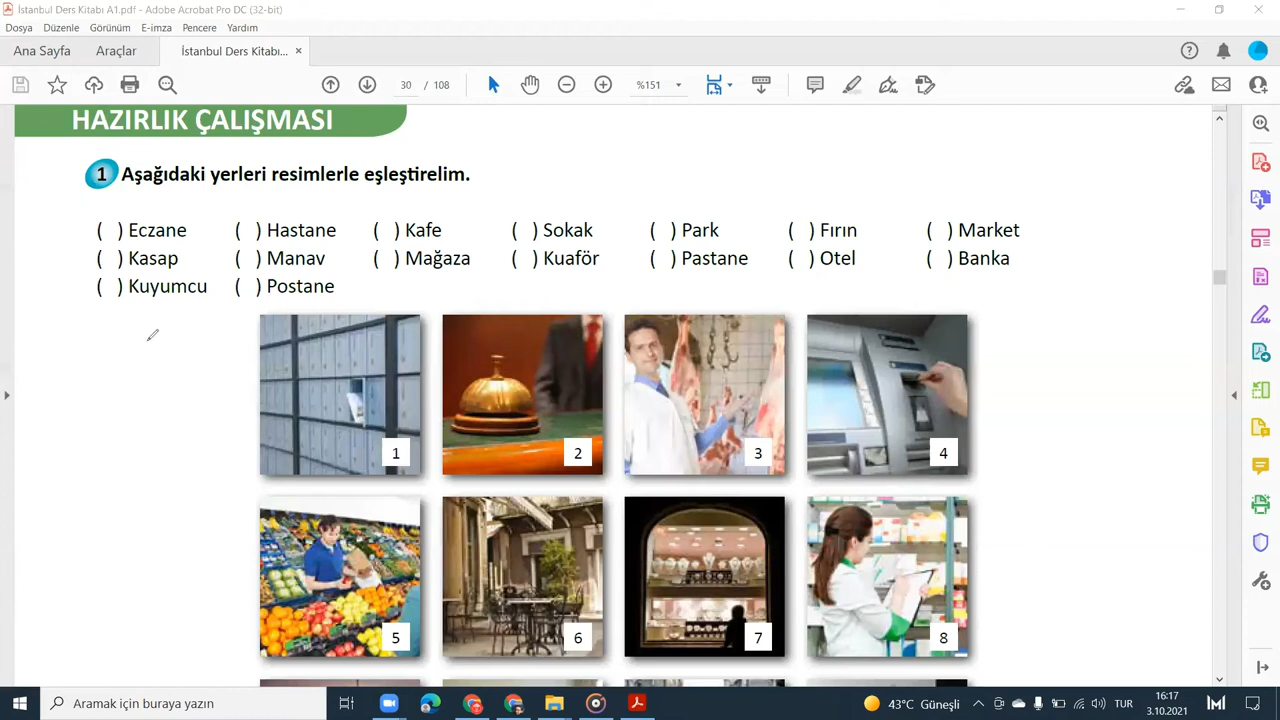 İstanbul Ders Kitabı A1.pdf - Adobe Acrobat Pro DC (32-bit)
Dosya Düzenle Görünüm E-imza Pencere Yardım
Ana Sayfa Araçlar İstanbul Ders Kitabı... ×
30 / 108 %151
HAZIRLIK ÇALIŞMASI
1 Aşağıdaki yerleri resimlerle eşleştirelim.
( ) Eczane ( ) Hastane ( ) Kafe ( ) Sokak ( ) Park ( ) Fırın ( ) Market
( ) Kasap ( ) Manav ( ) Mağaza ( ) Kuaför ( ) Pastane ( ) Otel ( ) Banka
( ) Kuyumcu ( ) Postane
1 2 3 4
5 6 7 8
Aramak için buraya yazın 43°C Güneşli TUR 16:17
3.10.2021